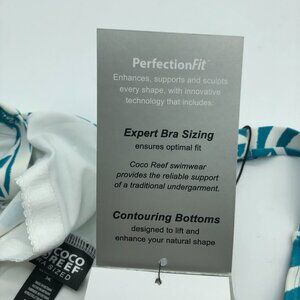 PerfectionFit™
Enhances, supports and sculpts
every shape, with innovative
technology that includes:
Expert Bra Sizing
ensures optimal fit
Coco Reef swimwear
provides the reliable support
of a traditional undergarment.
Contouring Bottoms
designed to lift and
enhance your natural shape
COCO
REEF
SIZED